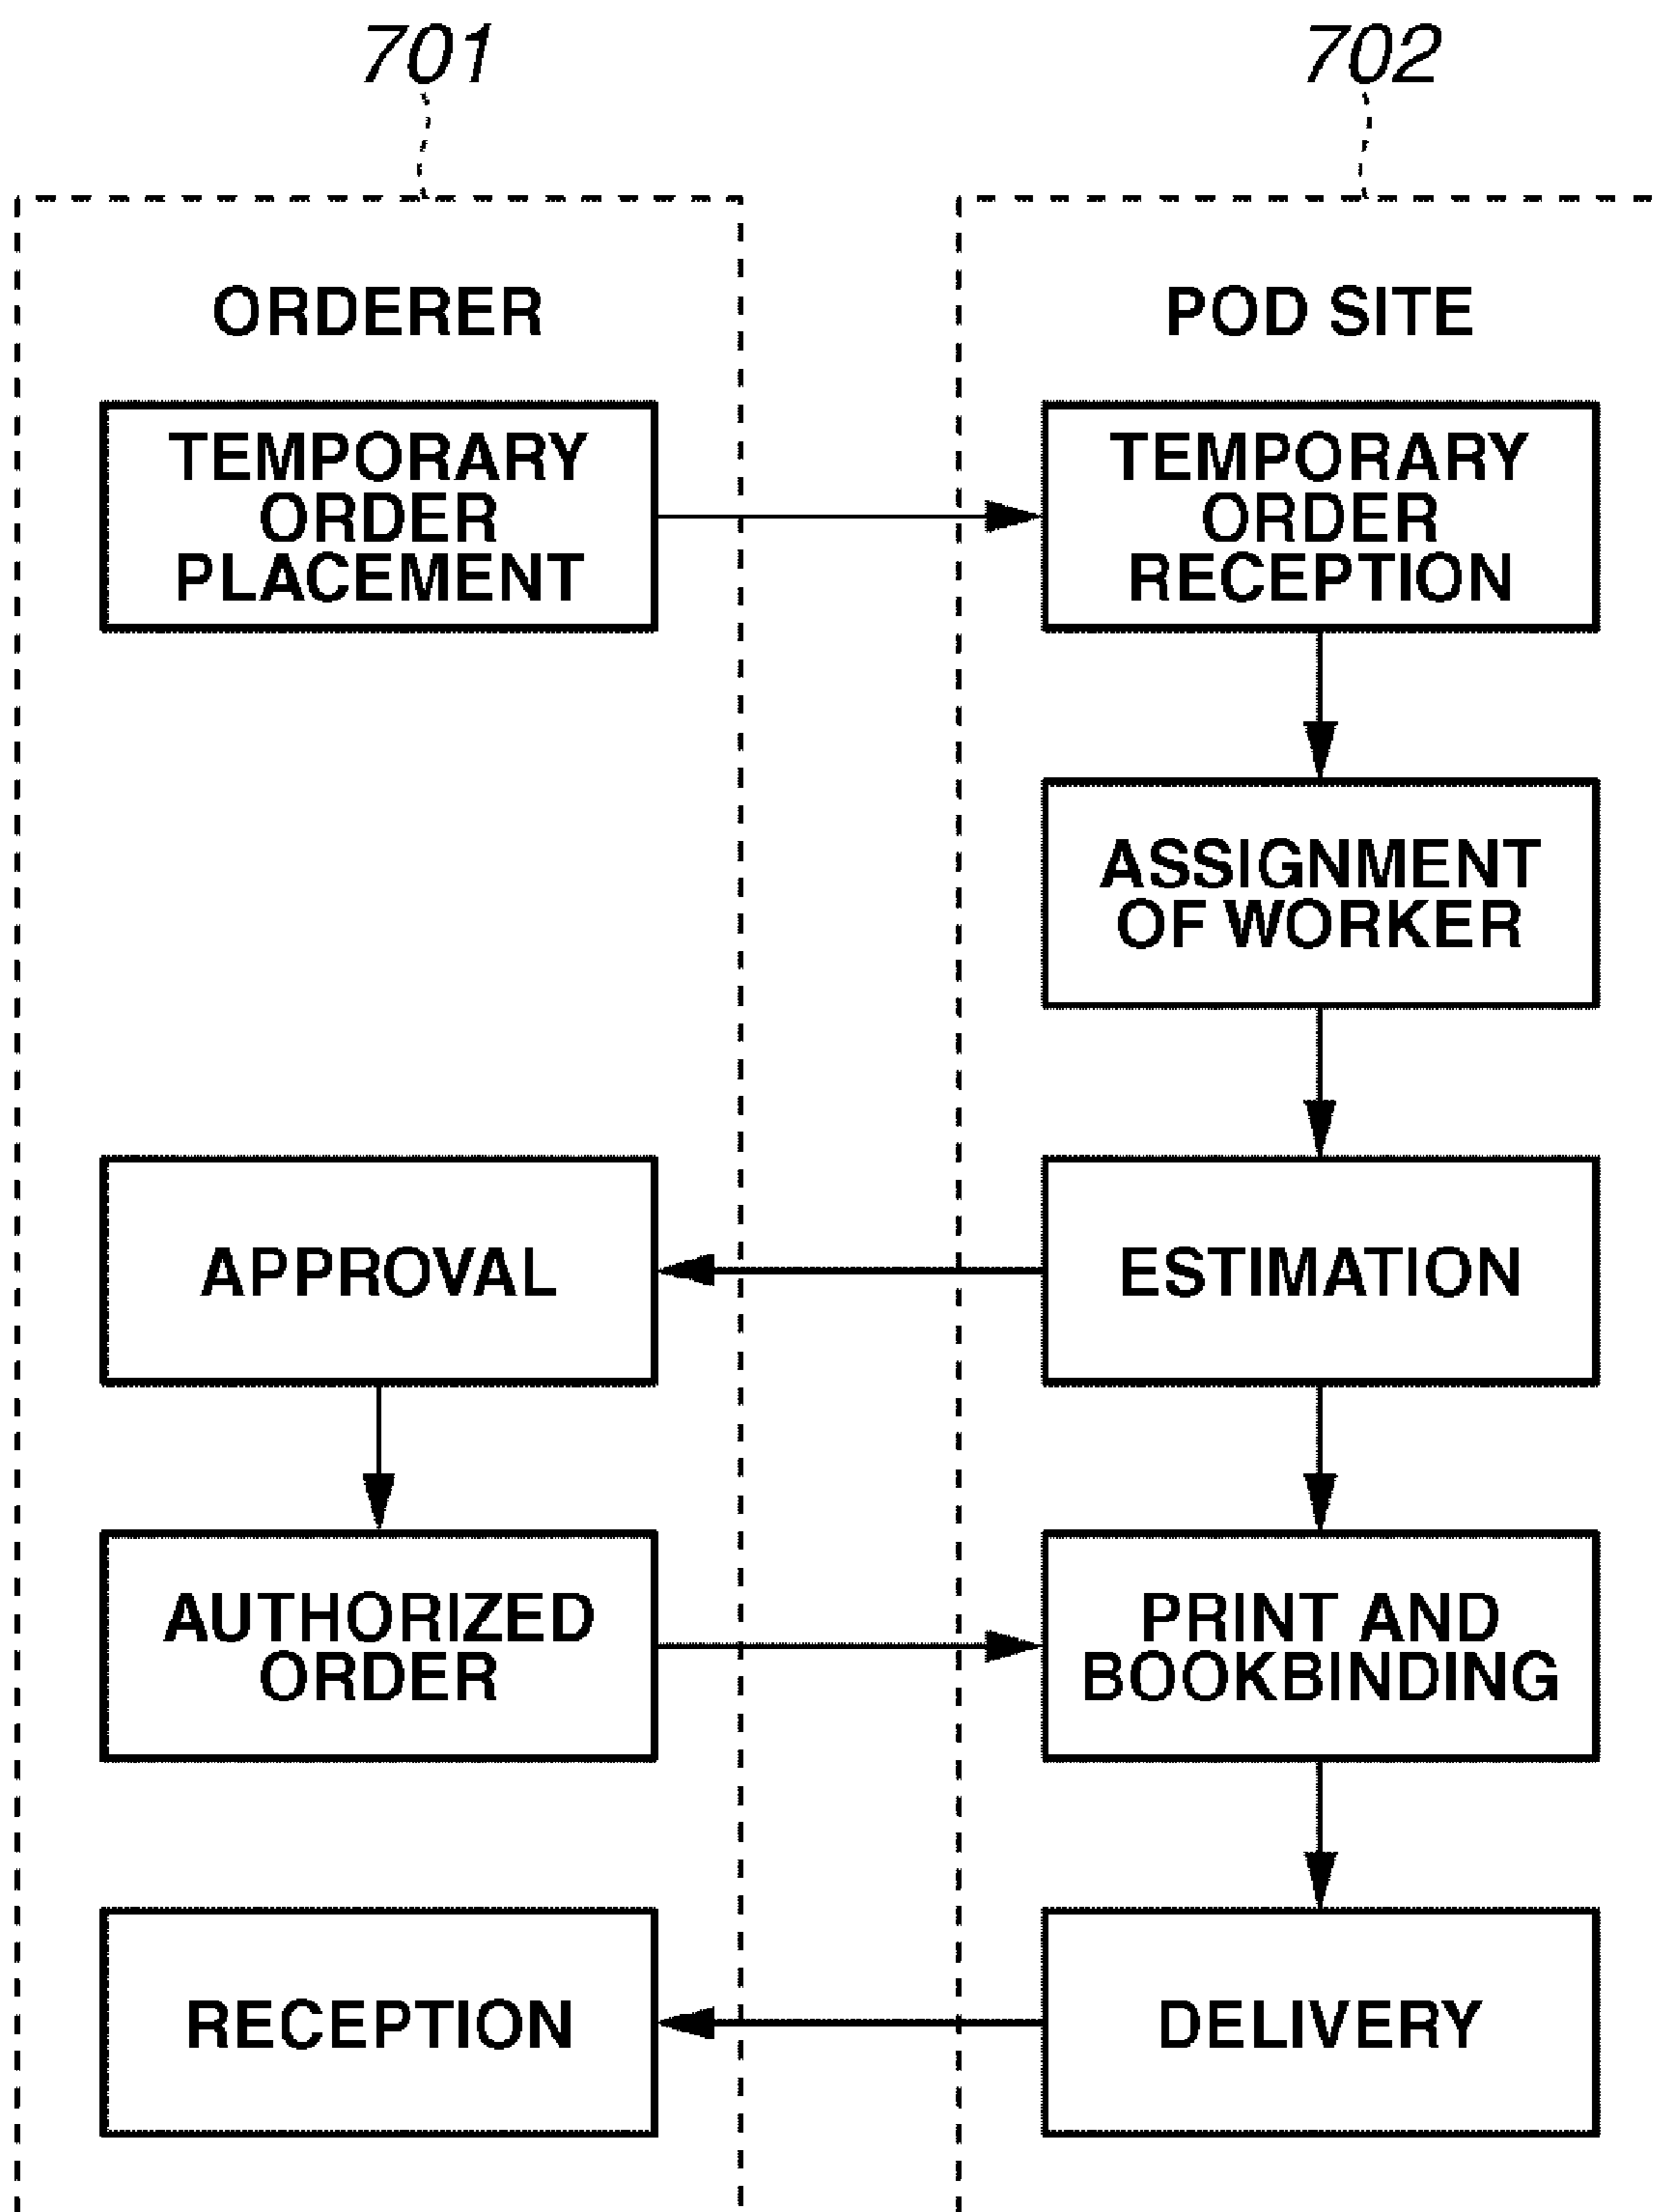 701
702
ORDERER
POD SITE
TEMPORARY
ORDER
PLACEMENT
TEMPORARY
ORDER
RECEPTION
ASSIGNMENT
OF WORKER
APPROVAL
ESTIMATION
AUTHORIZED
ORDER
PRINT AND
BOOKBINDING
RECEPTION
DELIVERY